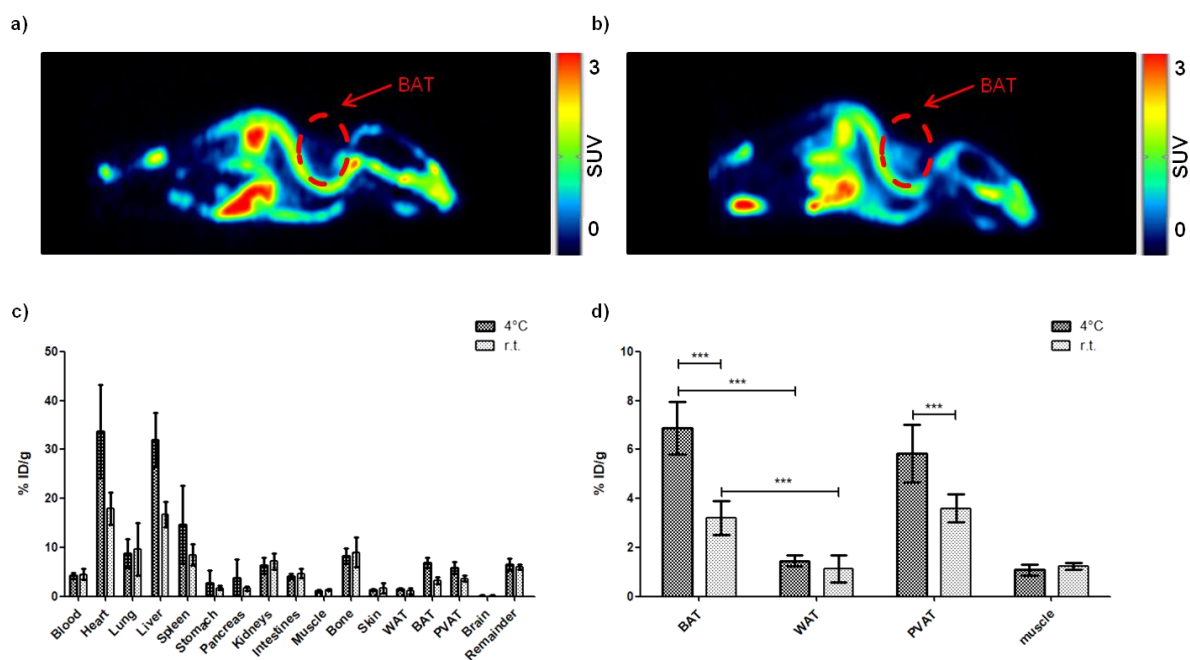 a)
BAT
3
SUV
0
b)
BAT
3
SUV
0
c)
4°C
r.t.
50
40
30
20
10
0
% ID/g
Blood
Heart
Lung
Liver
Spleen
Stomach
Pancreas
Kidneys
Intestines
Muscle
Bone
Skin
WAT
BAT
PVAT
Brain
Remainder
d)
4°C
r.t.
10
8
6
4
2
0
% ID/g
***
***
***
***
BAT
WAT
PVAT
muscle